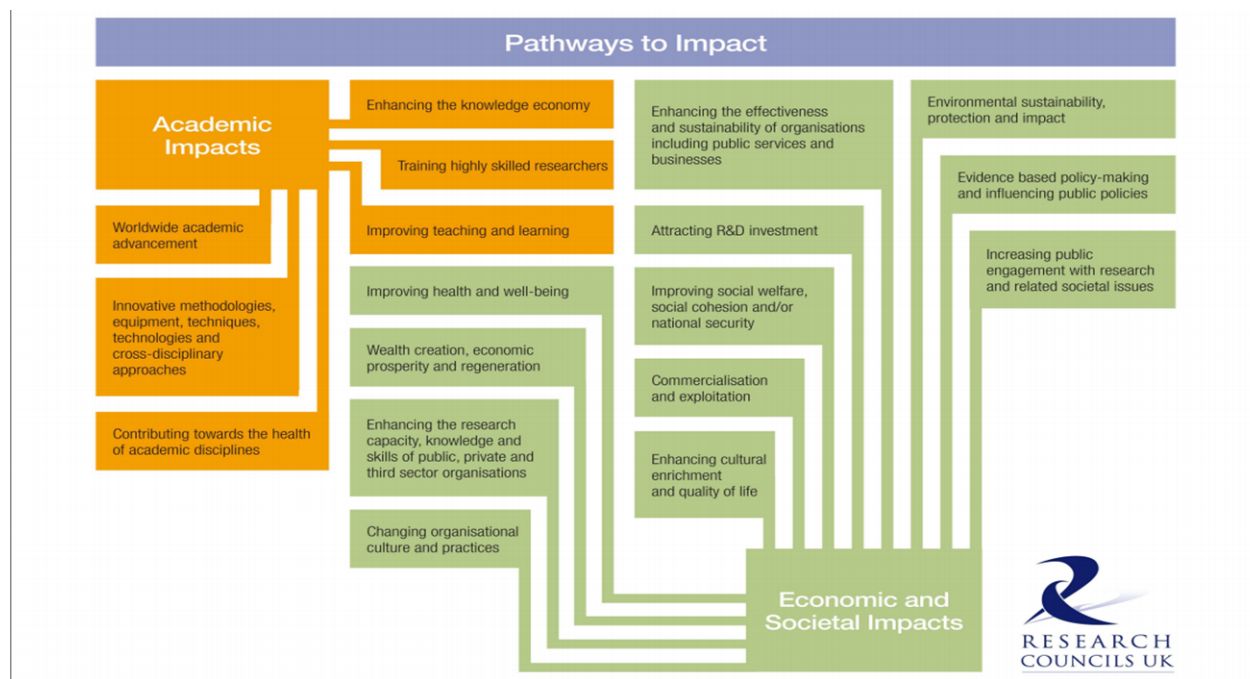 Pathways to Impact
Academic
Impacts
Enhancing the knowledge economy
Training highly skilled researchers
Improving teaching and learning
Worldwide academic
advancement
Innovative methodologies,
equipment, techniques,
technologies and
cross-disciplinary
approaches
Contributing towards the health
of academic disciplines
Improving health and well-being
Wealth creation, economic
prosperity and regeneration
Enhancing the research
capacity, knowledge and
skills of public, private and
third sector organisations
Changing organisational
culture and practices
Enhancing the effectiveness
and sustainability of organisations
including public services and
businesses
Attracting R&D investment
Improving social welfare,
social cohesion and/or
national security
Commercialisation
and exploitation
Enhancing cultural
enrichment
and quality of life
Environmental sustainability,
protection and impact
Evidence based policy-making
and influencing public policies
Increasing public
engagement with research
and related societal issues
Economic and
Societal Impacts
RESEARCH
COUNCILS UK